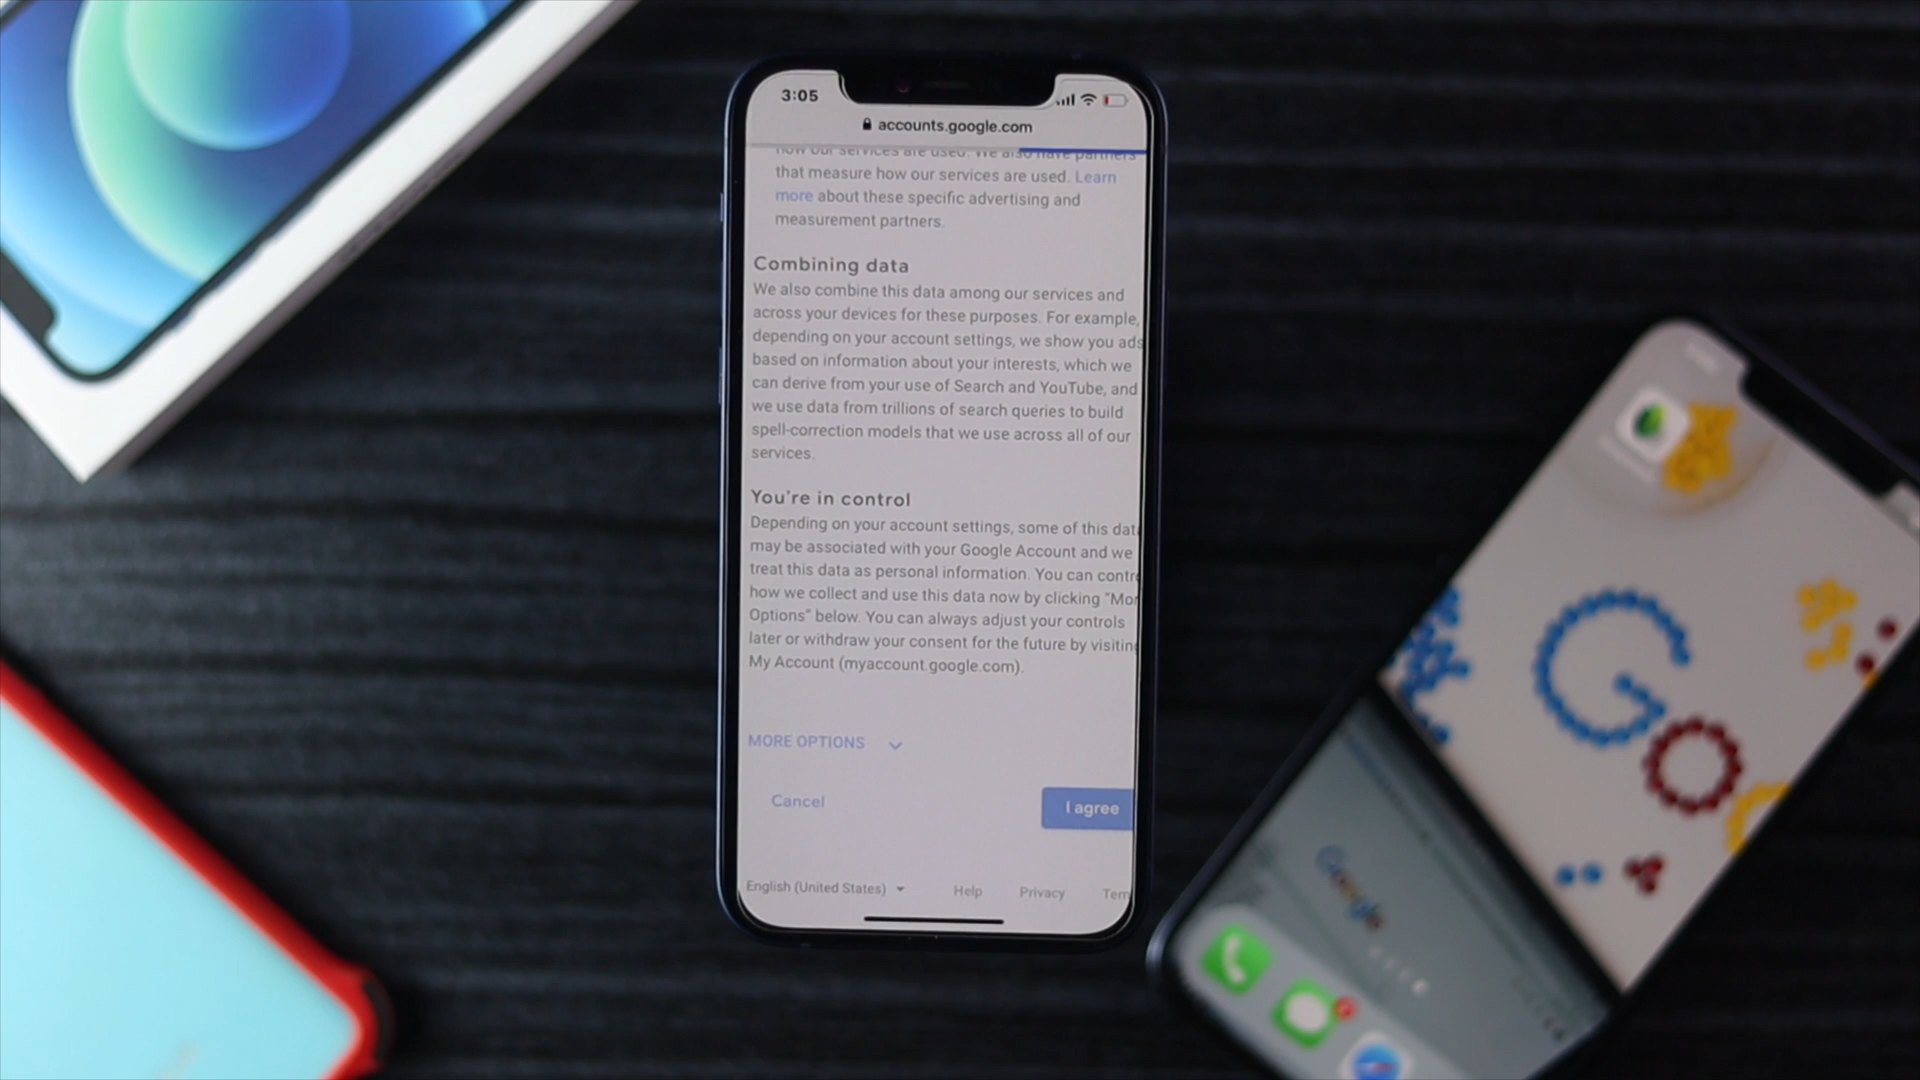 3:05
accounts.google.com
how our services are used. We also have partners
that measure how our services are used. Learn
more about these specific advertising and
measurement partners.
Combining data
We also combine this data among our services and
across your devices for these purposes. For example,
depending on your account settings, we show you ads
based on information about your interests, which we
can derive from your use of Search and YouTube, and
we use data from trillions of search queries to build
spell-correction models that we use across all of our
services.
You're in control
Depending on your account settings, some of this dat
may be associated with your Google Account and we
treat this data as personal information. You can contr
how we collect and use this data now by clicking "Mor
Options" below. You can always adjust your controls
later or withdraw your consent for the future by visiting
My Account (myaccount.google.com).
MORE OPTIONS
Cancel
I agree
English (United States)
Help
Privacy
Tern
GO
Google